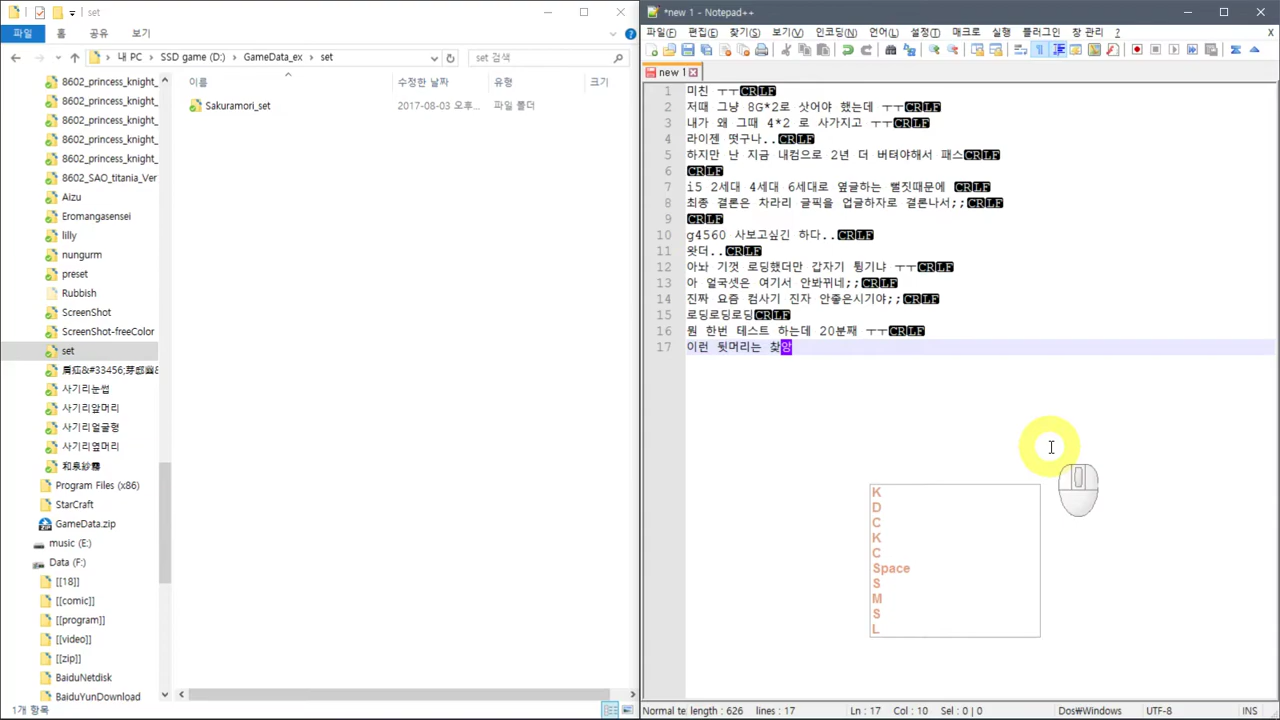 set
파일
홈
공유
보기
내 PC › SSD game (D:) › GameData_ex › set
set 검색
이름
수정한 날짜
유형
크기
Sakuramori_set
2017-08-03 오후...
파일 폴더
8602_princess_knight_
8602_princess_knight_
8602_princess_knight_
8602_princess_knight_
8602_princess_knight_
8602_SAO_titania_Ver
Aizu
Eromangasensei
lilly
nungurm
preset
Rubbish
ScreenShot
ScreenShot-freeColor
set
사기리눈썹
사기리앞머리
사기리얼굴형
사기리옆머리
和泉紗霧
Program Files (x86)
StarCraft
GameData.zip
music (E:)
Data (F:)
[[18]]
[[comic]]
[[program]]
[[video]]
[[zip]]
BaiduNetdisk
BaiduYunDownload
1개 항목
*new 1 - Notepad++
파일(F) 편집(E) 찾기(S) 보기(V) 인코딩(N) 언어(L) 설정(T) 매크로 실행 플러그인 창 관리 ? X
new 1
1 미친 ㅜㅜCRLF
2 저때 그냥 8G*2로 삿어야 했는데 ㅜㅜCRLF
3 내가 왜 그때 4*2 로 사가지고 ㅜㅜCRLF
4 라이젠 떳구나..CRLF
5 하지만 난 지금 내컴으로 2년 더 버텨야해서 패스CRLF
6 CRLF
7 i5 2세대 4세대 6세대로 옆글하는 뻘짓때문에 CRLF
8 최종 결론은 차라리 글픽을 업글하자로 결론나서;;CRLF
9 CRLF
10 g4560 사보고싶긴 하다..CRLF
11 왓더..CRLF
12 아놔 기껏 로딩했더만 갑자기 튕기냐 ㅜㅜCRLF
13 아 얼국셋은 여기서 안봐뀌네;;CRLF
14 진짜 요즘 컴사기 진자 안좋은시기야;;CRLF
15 로딩로딩로딩CRLF
16 뭔 한번 테스트 하는데 20분째 ㅜㅜCRLF
17 이런 뒷머리는 찾앙
K
D
C
K
C
Space
S
M
S
L
Normal te length : 626 lines : 17 Ln : 17 Col : 10 Sel : 0 | 0 Dos₩Windows UTF-8 INS